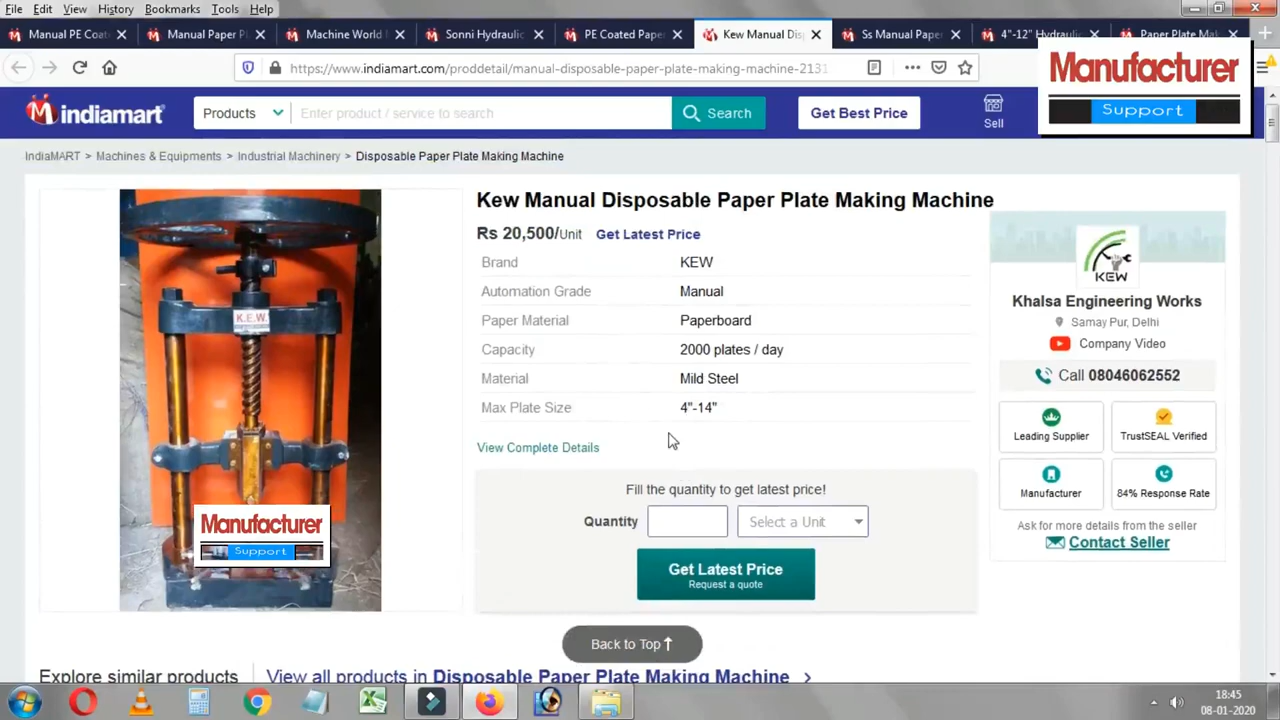 File Edit View History Bookmarks Tools Help
Manual PE Coat
Manual Paper Pl
Machine World
Sonni Hydraulic
PE Coated Pape
Kew Manual Dis
Ss Manual Pape
4"-12" Hydrauli
Paper Plate Mak
https://www.indiamart.com/proddetail/manual-disposable-paper-plate-making-machine-2131
Manufacturer
Support
indiamart
Products
Enter product / service to search
Search
Get Best Price
Sell
IndiaMART > Machines & Equipments > Industrial Machinery > Disposable Paper Plate Making Machine
Kew Manual Disposable Paper Plate Making Machine
Rs 20,500/Unit Get Latest Price
Brand KEW
Automation Grade Manual
Paper Material Paperboard
Capacity 2000 plates / day
Material Mild Steel
Max Plate Size 4"-14"
View Complete Details
Fill the quantity to get latest price!
Quantity Select a Unit
Get Latest Price
Request a quote
K.E.W.
Manufacturer
Support
KEW
Khalsa Engineering Works
Samay Pur, Delhi
Company Video
Call 08046062552
Leading Supplier
TrustSEAL Verified
Manufacturer
84% Response Rate
Ask for more details from the seller
Contact Seller
Back to Top
Explore similar products
View all products in Disposable Paper Plate Making Machine
18:45
08-01-2020